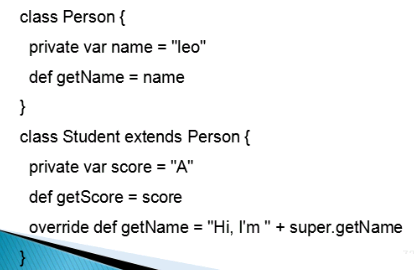 class Person {
private var name = "leo"
def getName = name
}
class Student extends Person {
private var score = "A"
def getScore = score
override def getName = "Hi, I'm " + super.getName
}